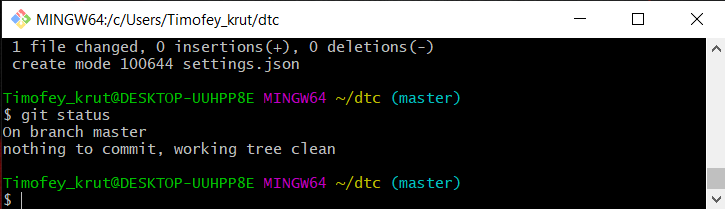 MINGW64:/c/Users/Timofey_krut/dtc
1 file changed, 0 insertions(+), 0 deletions(-)
create mode 100644 settings.json
Timofey_krut@DESKTOP-UUHPP8E MINGW64 ~/dtc (master)
$ git status
On branch master
nothing to commit, working tree clean
Timofey_krut@DESKTOP-UUHPP8E MINGW64 ~/dtc (master)
$